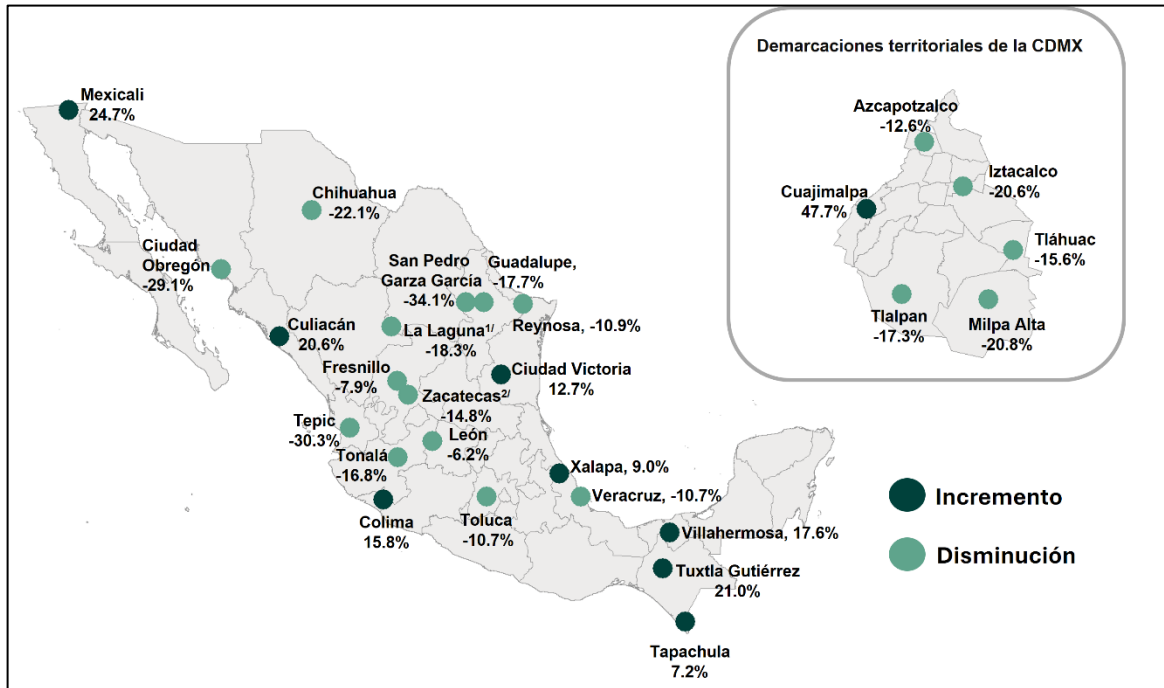 Demarcaciones territoriales de la CDMX
Mexicali
24.7%
Azcapotzalco
-12.6%
Iztacalco
-20.6%
Cuajimalpa
47.7%
Tláhuac
-15.6%
Tlalpan
-17.3%
Milpa Alta
-20.8%
Chihuahua
-22.1%
Ciudad
Obregón
-29.1%
San Pedro
Garza García
-34.1%
Guadalupe,
-17.7%
Reynosa, -10.9%
Culiacán
20.6%
La Laguna1/
-18.3%
Ciudad Victoria
12.7%
Fresnillo
-7.9%
Zacatecas2/
-14.8%
Tepic
-30.3%
León
-6.2%
Tonalá
-16.8%
Xalapa, 9.0%
Veracruz, -10.7%
Colima
15.8%
Toluca
-10.7%
Villahermosa, 17.6%
Tuxtla Gutiérrez
21.0%
Tapachula
7.2%
Incremento
Disminución